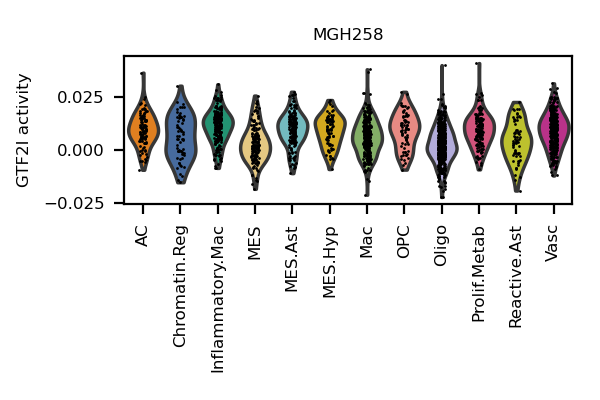 MGH258
GTF2I activity
0.025
0.000
−0.025
AC
Chromatin.Reg
Inflammatory.Mac
MES
MES.Ast
MES.Hyp
Mac
OPC
Oligo
Prolif.Metab
Reactive.Ast
Vasc